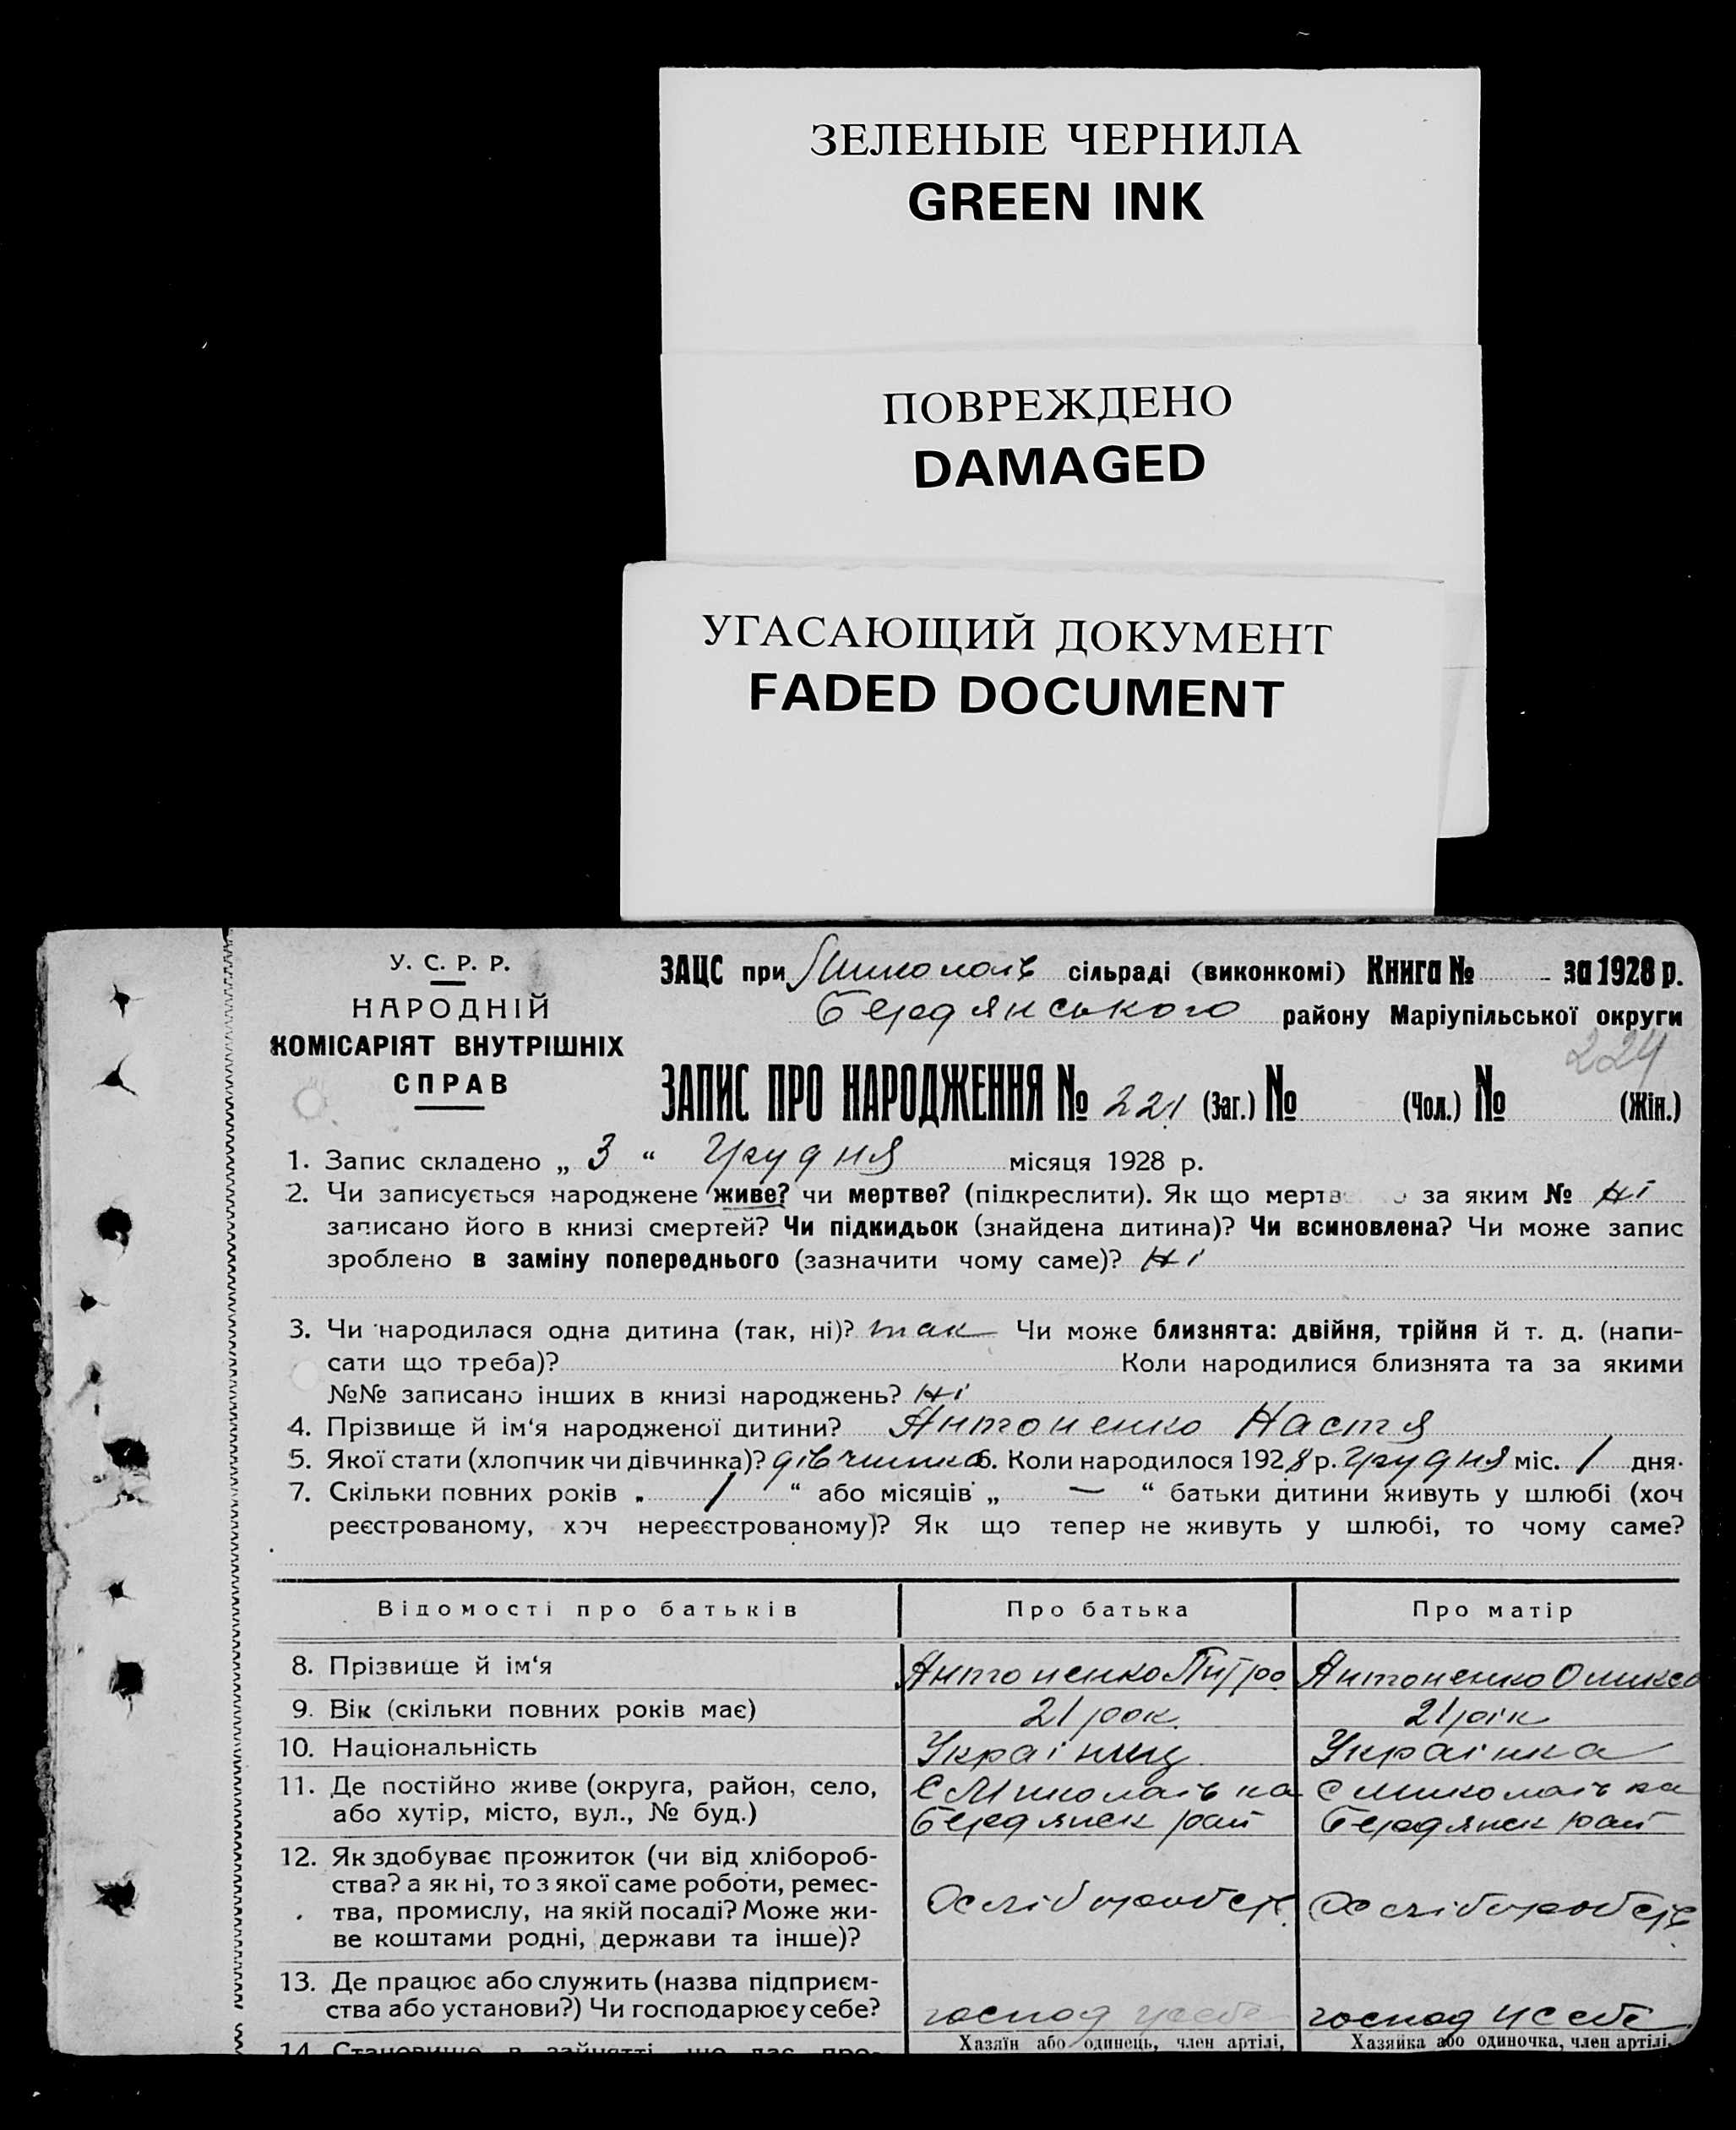 ЗЕЛЕНЫЕ ЧЕРНИЛА
GREEN INK
ПОВРЕЖДЕНО
DAMAGED
УГАСАЮЩИЙ ДОКУМЕНТ
FADED DOCUMENT
У. С. Р. Р.
НАРОДНІЙ
КОМІСАРІЯТ ВНУТРІШНІХ
СПРАВ
ЗАЦС при Миколаїв сільраді (виконкомі) Книга № за 1928 р.
Бердянського району Маріупільської округи
224
ЗАПИС ПРО НАРОДЖЕННЯ № 221 (Заг.) № (Чол.) № (Жін.)
1. Запис складено „ 3 “ Грудня місяця 1928 р.
2. Чи записується народжене живе? чи мертве? (підкреслити). Як що за яким № Ні
записано його в книзі смертей? Чи підкидьок (знайдена дитина)? Чи всиновлена? Чи може запис
зроблено в заміну попереднього (зазначити чому саме)? Ні
3. Чи народилася одна дитина (так, ні)? так Чи може близнята: двійня, трійня й т. д. (напи-
сати що треба)? Коли народилися близнята та за якими
№№ записано інших в книзі народжень? Ні
4. Прізвище й ім‘я народженої дитини? Антоненко Настя
5. Якої стати (хлопчик чи дівчинка)? дівчинка 6. Коли народилося 1928 р. Грудня міс. 1 дня.
7. Скільки повних років „ 1 “ або місяців „ — “ батьки дитини живуть у шлюбі (хоч
реєстрованому, хоч нереєстрованому)? Як що тепер не живуть у шлюбі, то чому саме?
Відомості про батьків Про батька Про матір
8. Прізвище й ім‘я Антоненко Антоненко
9. Вік (скільки повних років має) 21 рок. 21 рік
10. Національність Українец Українка
11. Де постійно живе (округа, район, село, С Миколаївка С Миколаївка
або хутір, місто, вул., № буд.) Бердянск рай Бердянск рай
12. Як здобуває прожиток (чи від хлібороб-
ства? а як ні, то з якої саме роботи, ремес-
тва, промислу, на якій посаді? Може жи-
ве коштами родні, держави та інше)?
13. Де працює або служить (назва підприєм-
ства або установи?) Чи господарює у себе? господ усебе господ усебе
14. Становище в занятті, що дає про- Хазяїн або одинець, член артілі, Хазяйка або одиночка, член артілі,